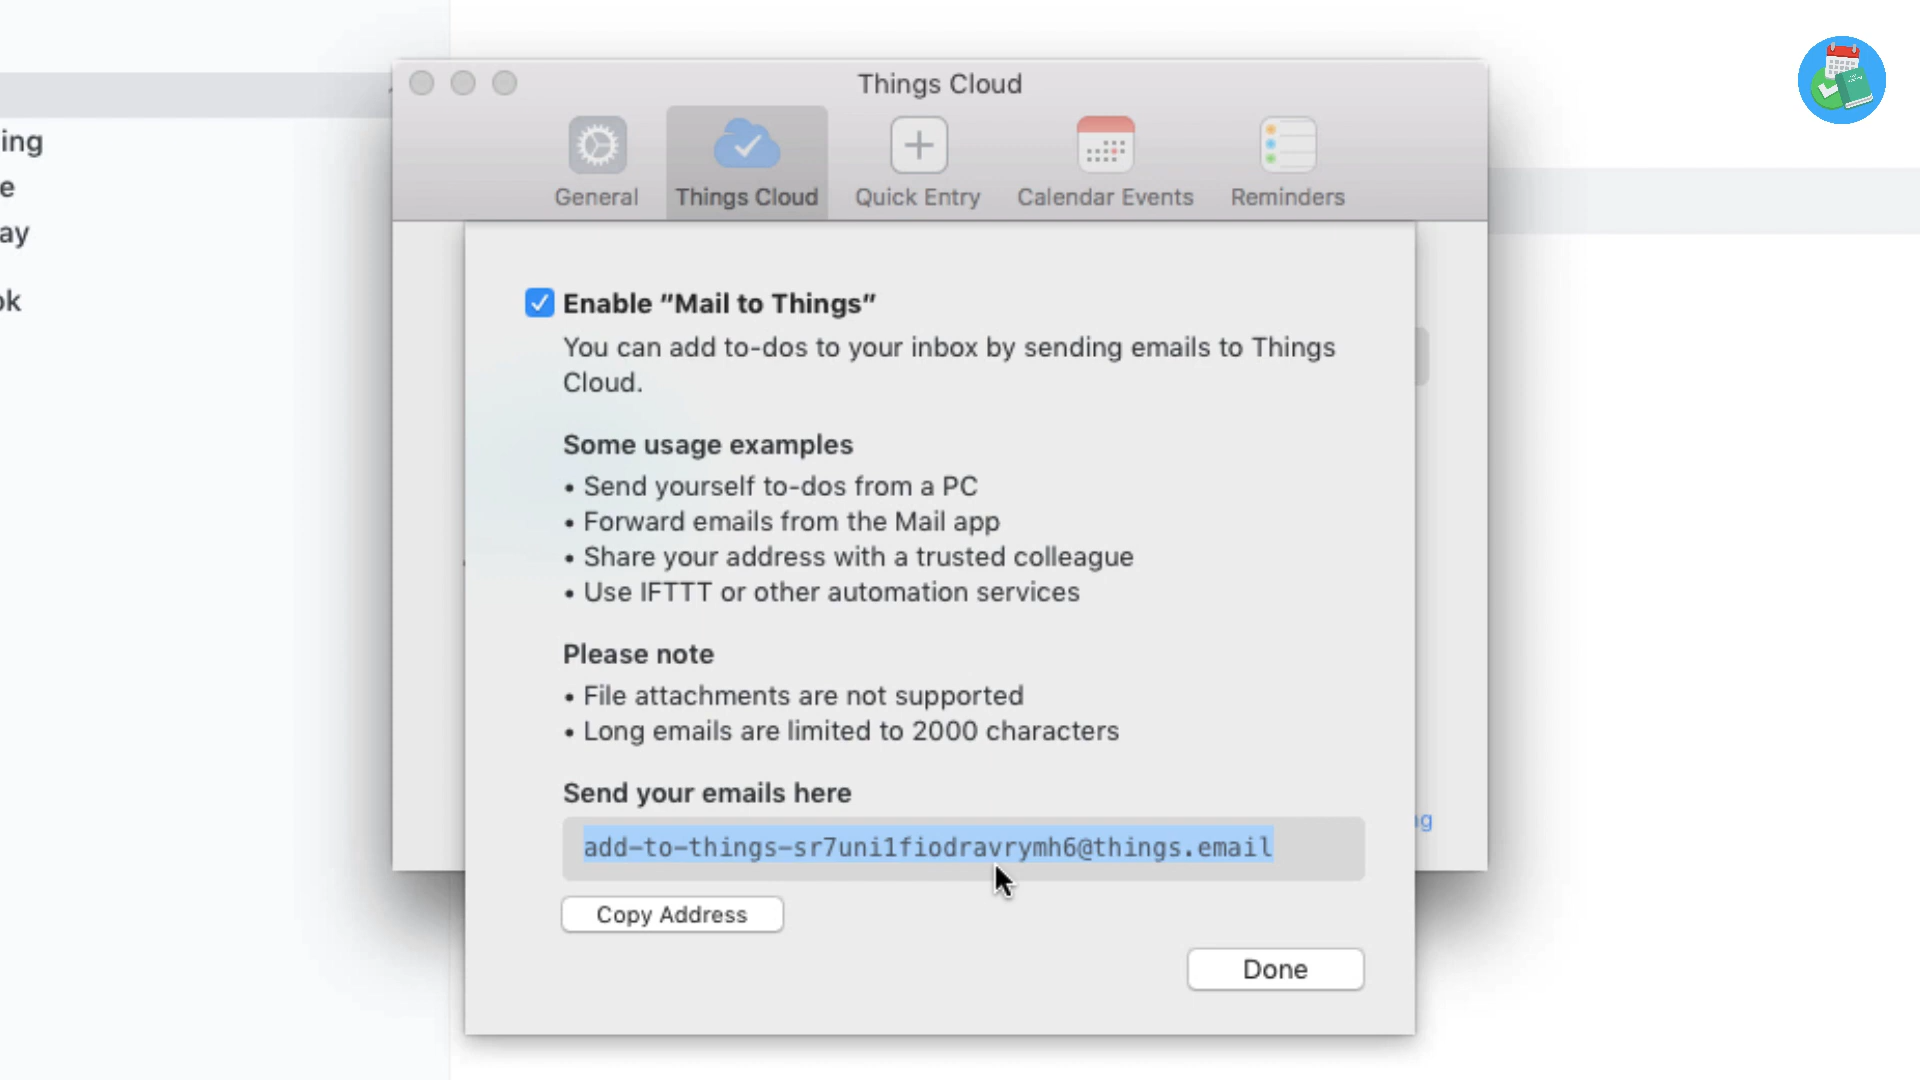 Things Cloud
General
Things Cloud
Quick Entry
Calendar Events
Reminders
ing
e
ay
ok
Enable “Mail to Things”
You can add to-dos to your inbox by sending emails to Things
Cloud.
Some usage examples
• Send yourself to-dos from a PC
• Forward emails from the Mail app
• Share your address with a trusted colleague
• Use IFTTT or other automation services
Please note
• File attachments are not supported
• Long emails are limited to 2000 characters
Send your emails here
add-to-things-sr7uni1fiodravrymh6@things.email
ng
Copy Address
Done